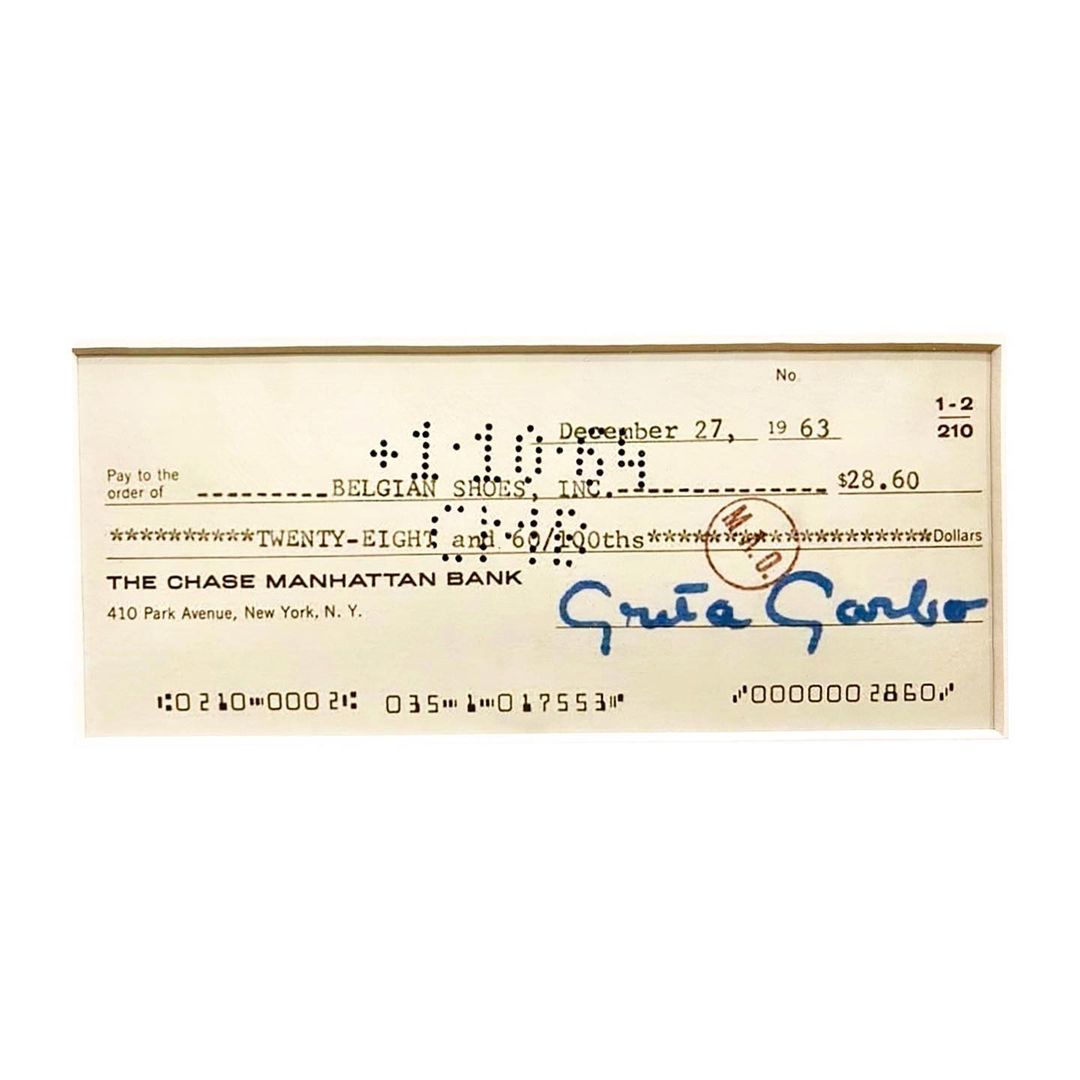 No.
1-2
210
December 27, 19 63
+1·10·64
Pay to the
order of ----------BELGIAN SHOES, INC.----------------- $28.60
CMB
**********TWENTY-EIGHT and 60/100ths*********************** Dollars
THE CHASE MANHATTAN BANK
410 Park Avenue, New York, N. Y.
Greta Garbo
⑆0210⑉0002⑆ 035⑉1⑉017553⑈ ⑇0000002860⑇